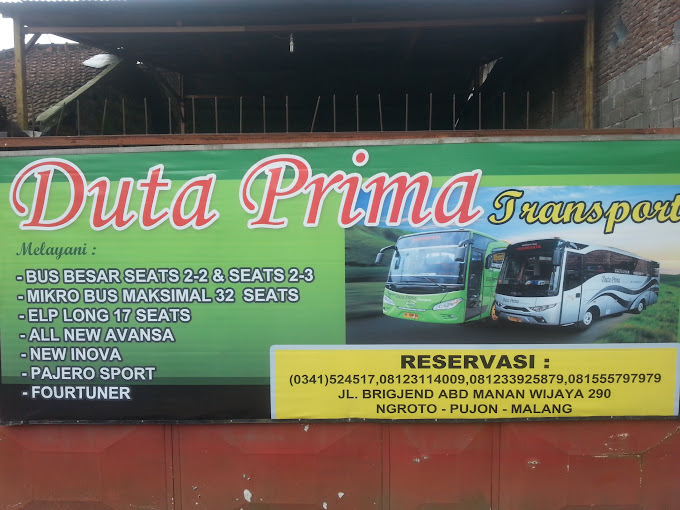 Duta Prima Transport
Melayani :
- BUS BESAR SEATS 2-2 & SEATS 2-3
- MIKRO BUS MAKSIMAL 32 SEATS
- ELP LONG 17 SEATS
- ALL NEW AVANSA
- NEW INOVA
- PAJERO SPORT
- FOURTUNER
Duta Prima
RESERVASI :
(0341)524517,08123114009,081233925879,081555797979
JL. BRIGJEND ABD MANAN WIJAYA 290
NGROTO - PUJON - MALANG